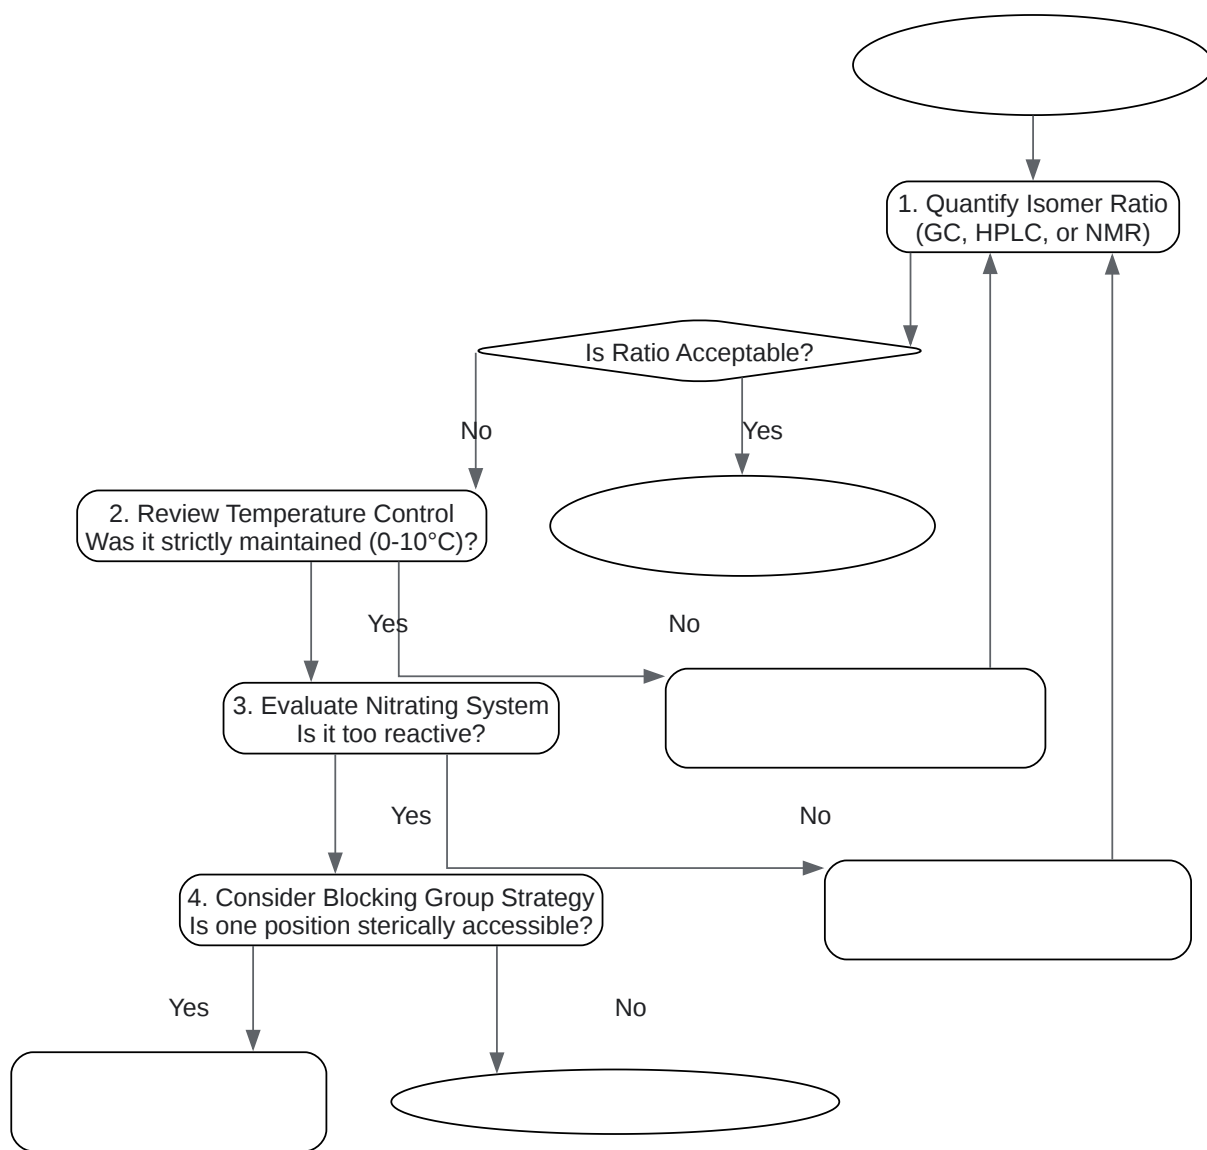 1. Quantify Isomer Ratio
(GC, HPLC, or NMR)
Is Ratio Acceptable?
No
Yes
2. Review Temperature Control
Was it strictly maintained (0-10°C)?
Yes
No
3. Evaluate Nitrating System
Is it too reactive?
Yes
No
4. Consider Blocking Group Strategy
Is one position sterically accessible?
Yes
No